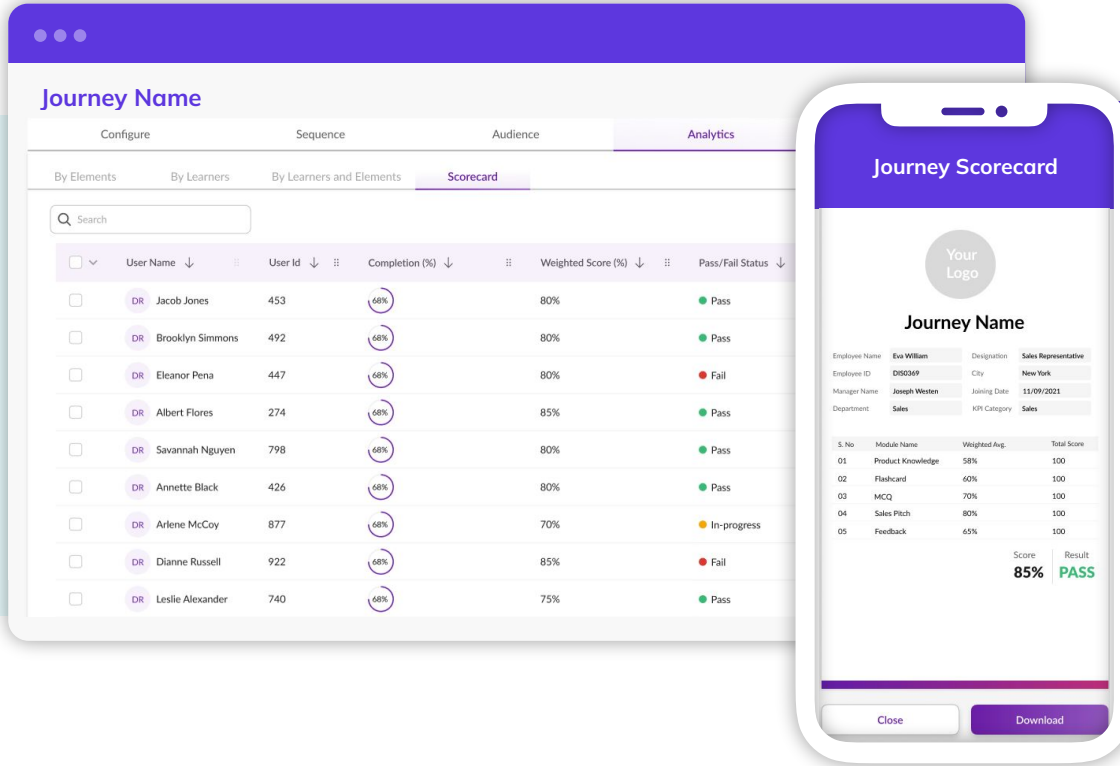 Journey Name
Configure Sequence Audience Analytics
By Elements By Learners By Learners and Elements Scorecard
Search
User Name User Id Completion (%) Weighted Score (%) Pass/Fail Status
DR Jacob Jones 453 68% 80% Pass
DR Brooklyn Simmons 492 68% 80% Pass
DR Eleanor Pena 447 68% 80% Fail
DR Albert Flores 274 68% 85% Pass
DR Savannah Nguyen 798 68% 80% Pass
DR Annette Black 426 68% 80% Pass
DR Arlene McCoy 877 68% 70% In-progress
DR Dianne Russell 922 68% 85% Fail
DR Leslie Alexander 740 68% 75% Pass
Journey Scorecard
Your
Logo
Journey Name
Employee Name Eva William Designation Sales Representative
Employee ID DIS0369 City New York
Manager Name Joseph Westen Joining Date 11/09/2021
Department Sales KPI Category Sales
S. No Module Name Weighted Avg. Total Score
01 Product Knowledge 58% 100
02 Flashcard 60% 100
03 MCQ 70% 100
04 Sales Pitch 80% 100
05 Feedback 65% 100
Score Result
85% PASS
Close Download